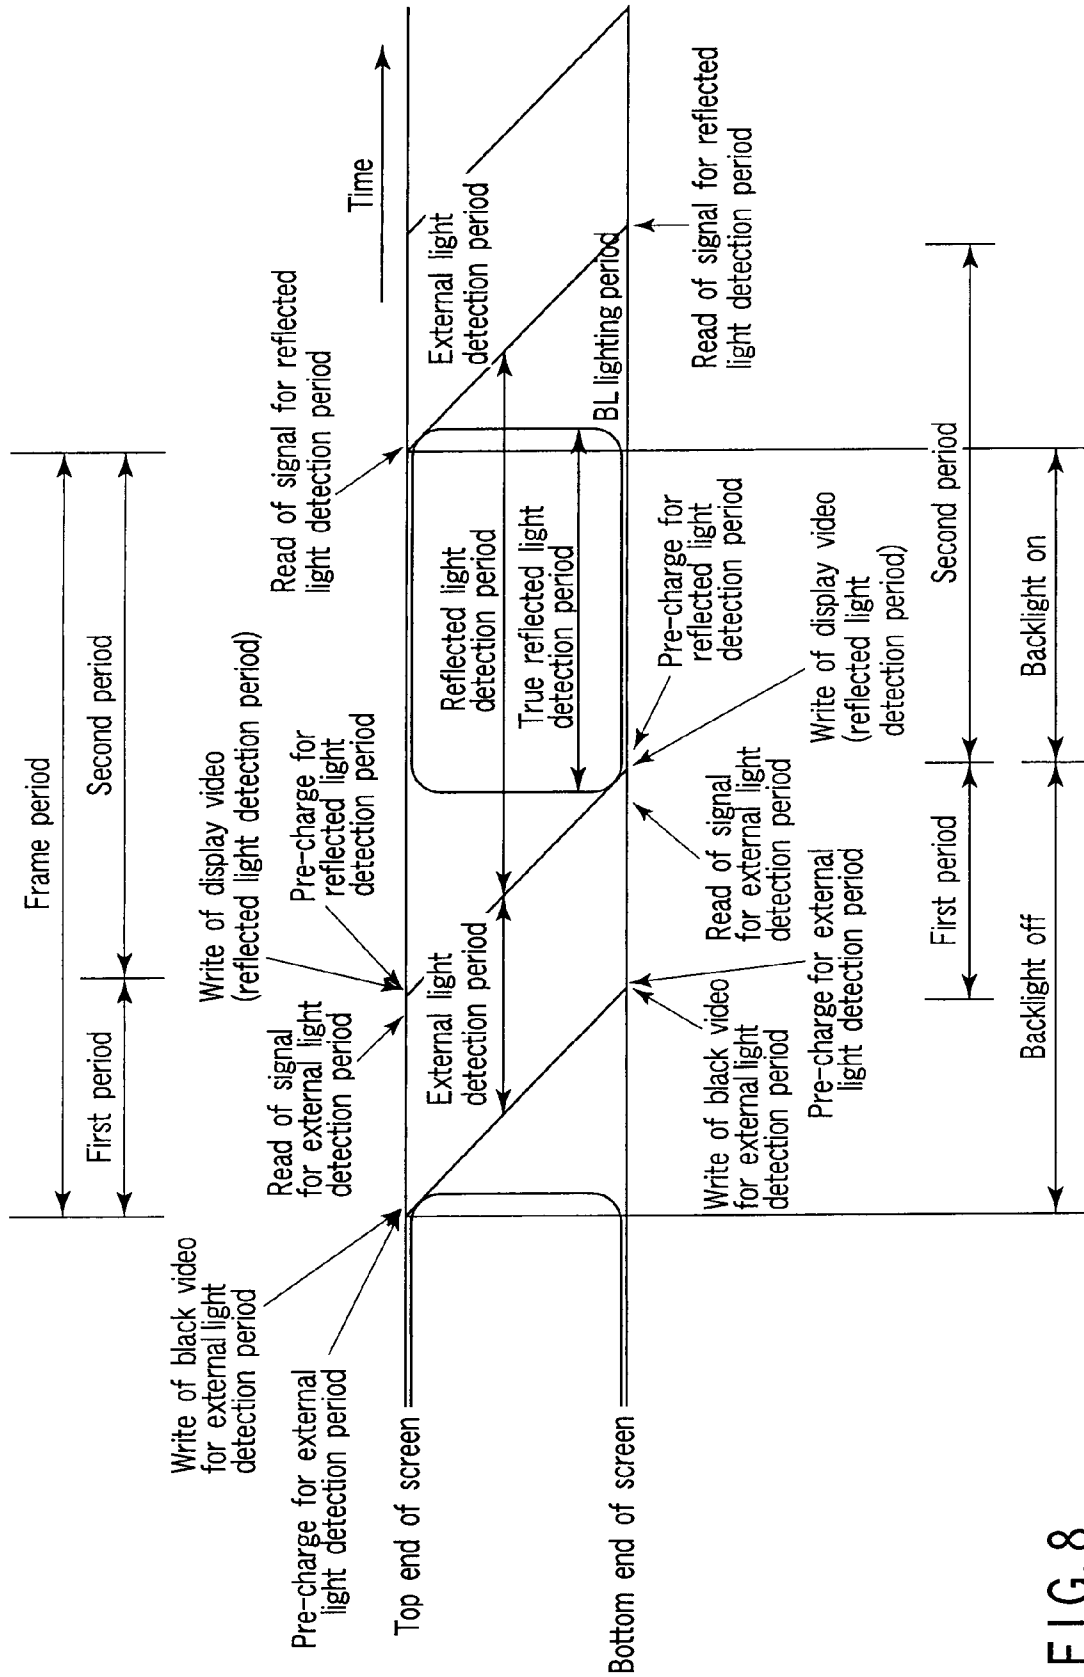 Frame period
First period
Second period
Write of display video
(reflected light detection period)
Write of black video
for external light
detection period
Read of signal
for external light
detection period
Pre-charge for
reflected light
detection period
Read of signal for reflected
light detection period
Pre-charge for external
light detection period
Time
Top end of screen
External light
detection period
Reflected light
detection period
External light
detection period
True reflected light
detection period
BL lighting period
Bottom end of screen
Write of black video
for external light
detection period
Read of signal
for external light
detection period
Pre-charge for
reflected light
detection period
Read of signal for reflected
light detection period
Pre-charge for external
light detection period
Write of display video
(reflected light
detection period)
First period
Second period
Backlight off
Backlight on
FIG. 8